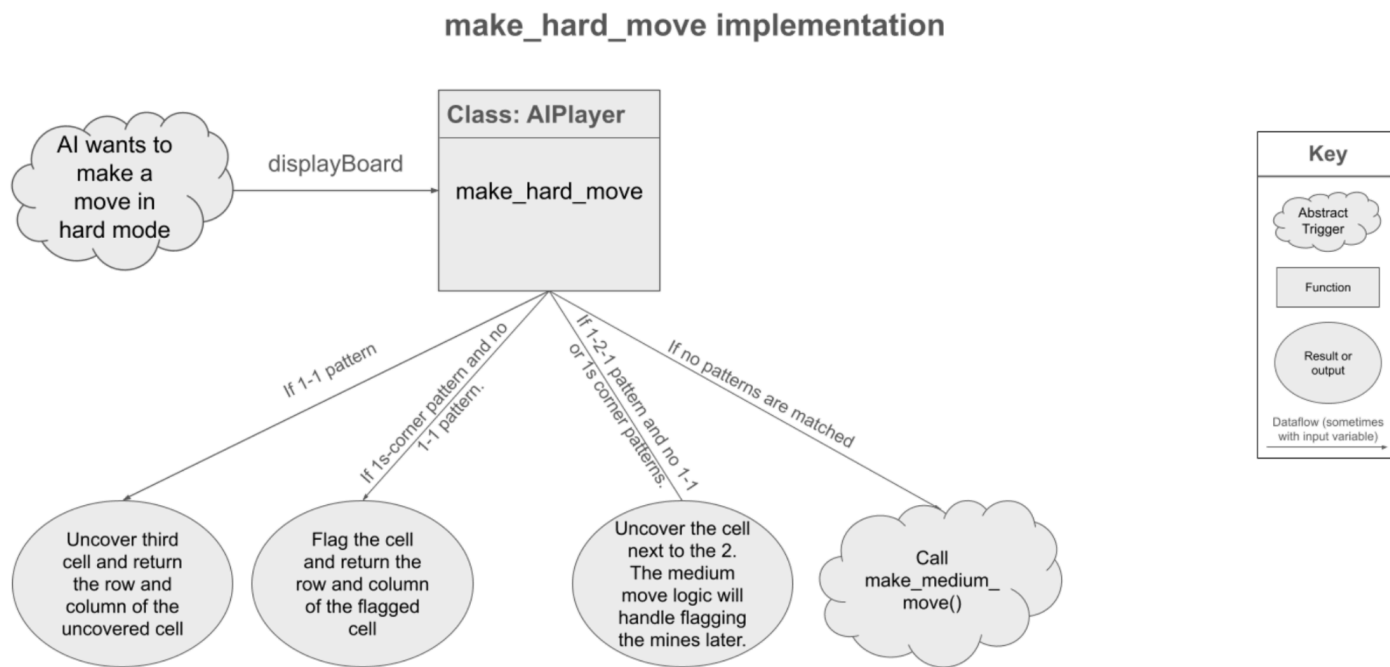 make_hard_move implementation
AI wants to
make a
move in
hard mode
displayBoard
Class: AIPlayer
make_hard_move
Key
Abstract
Trigger
Function
Result or
output
Dataflow (sometimes
with input variable)
If 1-1 pattern
If 1s-corner pattern and no
1-1 pattern.
If 1-2-1 pattern and no 1-1
or 1s corner patterns.
If no patterns are matched
Uncover third
cell and return
the row and
column of the
uncovered cell
Flag the cell
and return the
row and column
of the flagged
cell
Uncover the cell
next to the 2.
The medium
move logic will
handle flagging
the mines later.
Call
make_medium_
move()